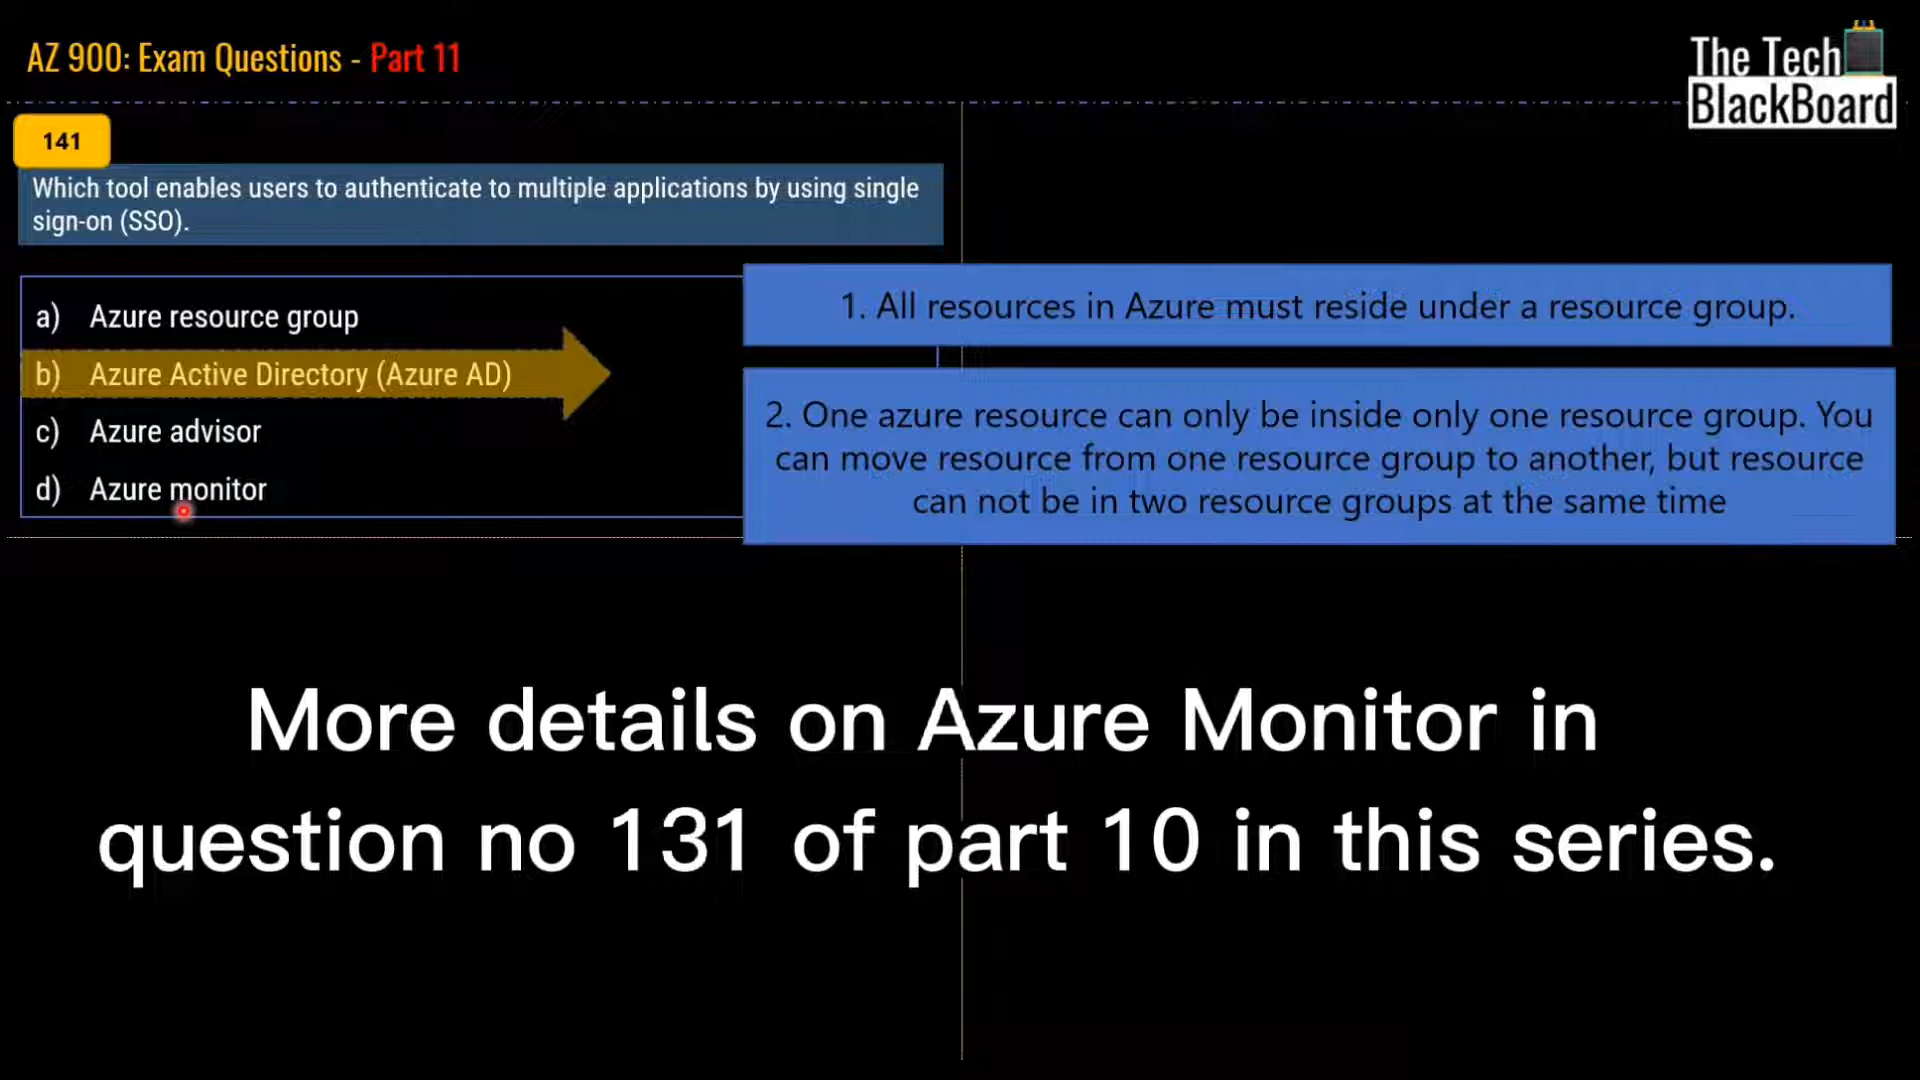 AZ 900: Exam Questions - Part 11
The Tech
BlackBoard
141
Which tool enables users to authenticate to multiple applications by using single
sign-on (SSO).
a) Azure resource group
b) Azure Active Directory (Azure AD)
c) Azure advisor
d) Azure monitor
1. All resources in Azure must reside under a resource group.
2. One azure resource can only be inside only one resource group. You
can move resource from one resource group to another, but resource
can not be in two resource groups at the same time
More details on Azure Monitor in
question no 131 of part 10 in this series.